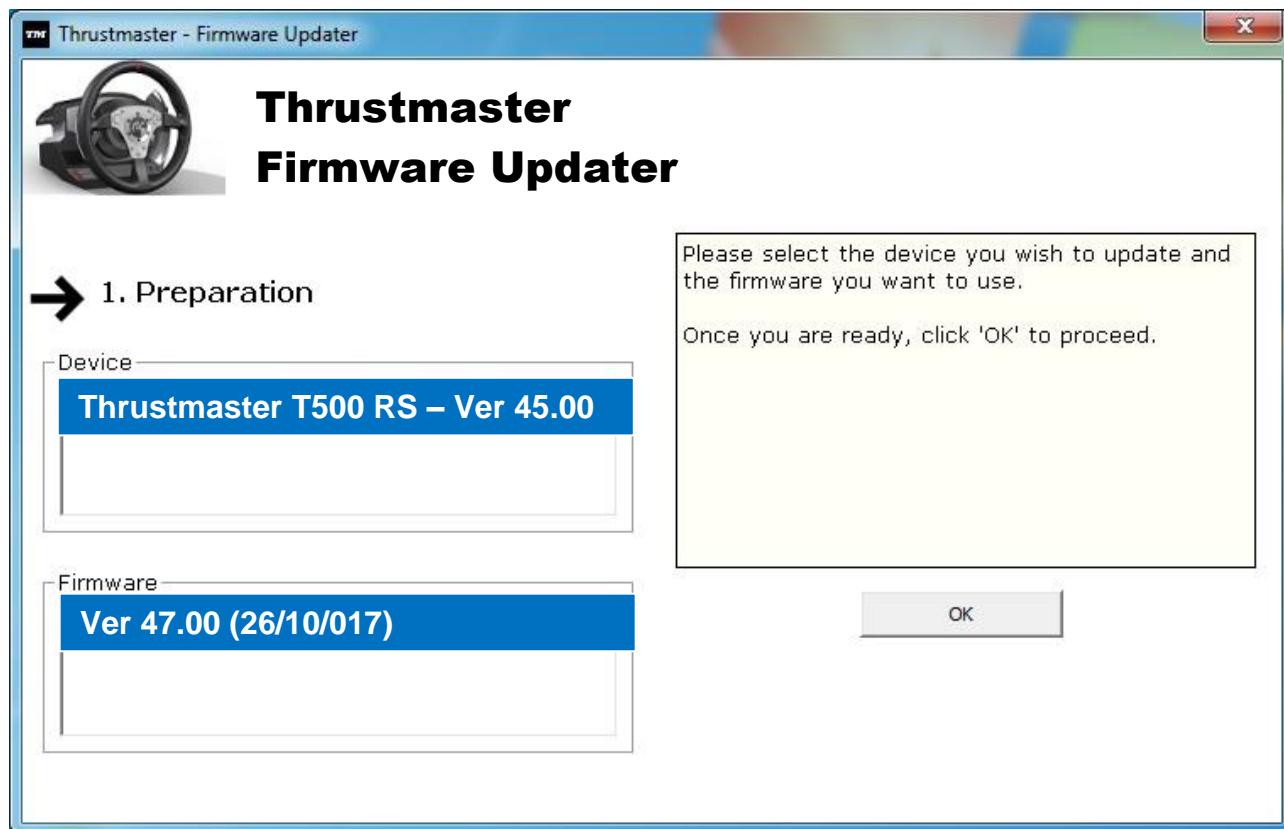 TM Thrustmaster - Firmware Updater
X
Thrustmaster
Firmware Updater
1. Preparation
Please select the device you wish to update and
the firmware you want to use.
Once you are ready, click 'OK' to proceed.
Device
Thrustmaster T500 RS – Ver 45.00
Firmware
Ver 47.00 (26/10/017)
OK